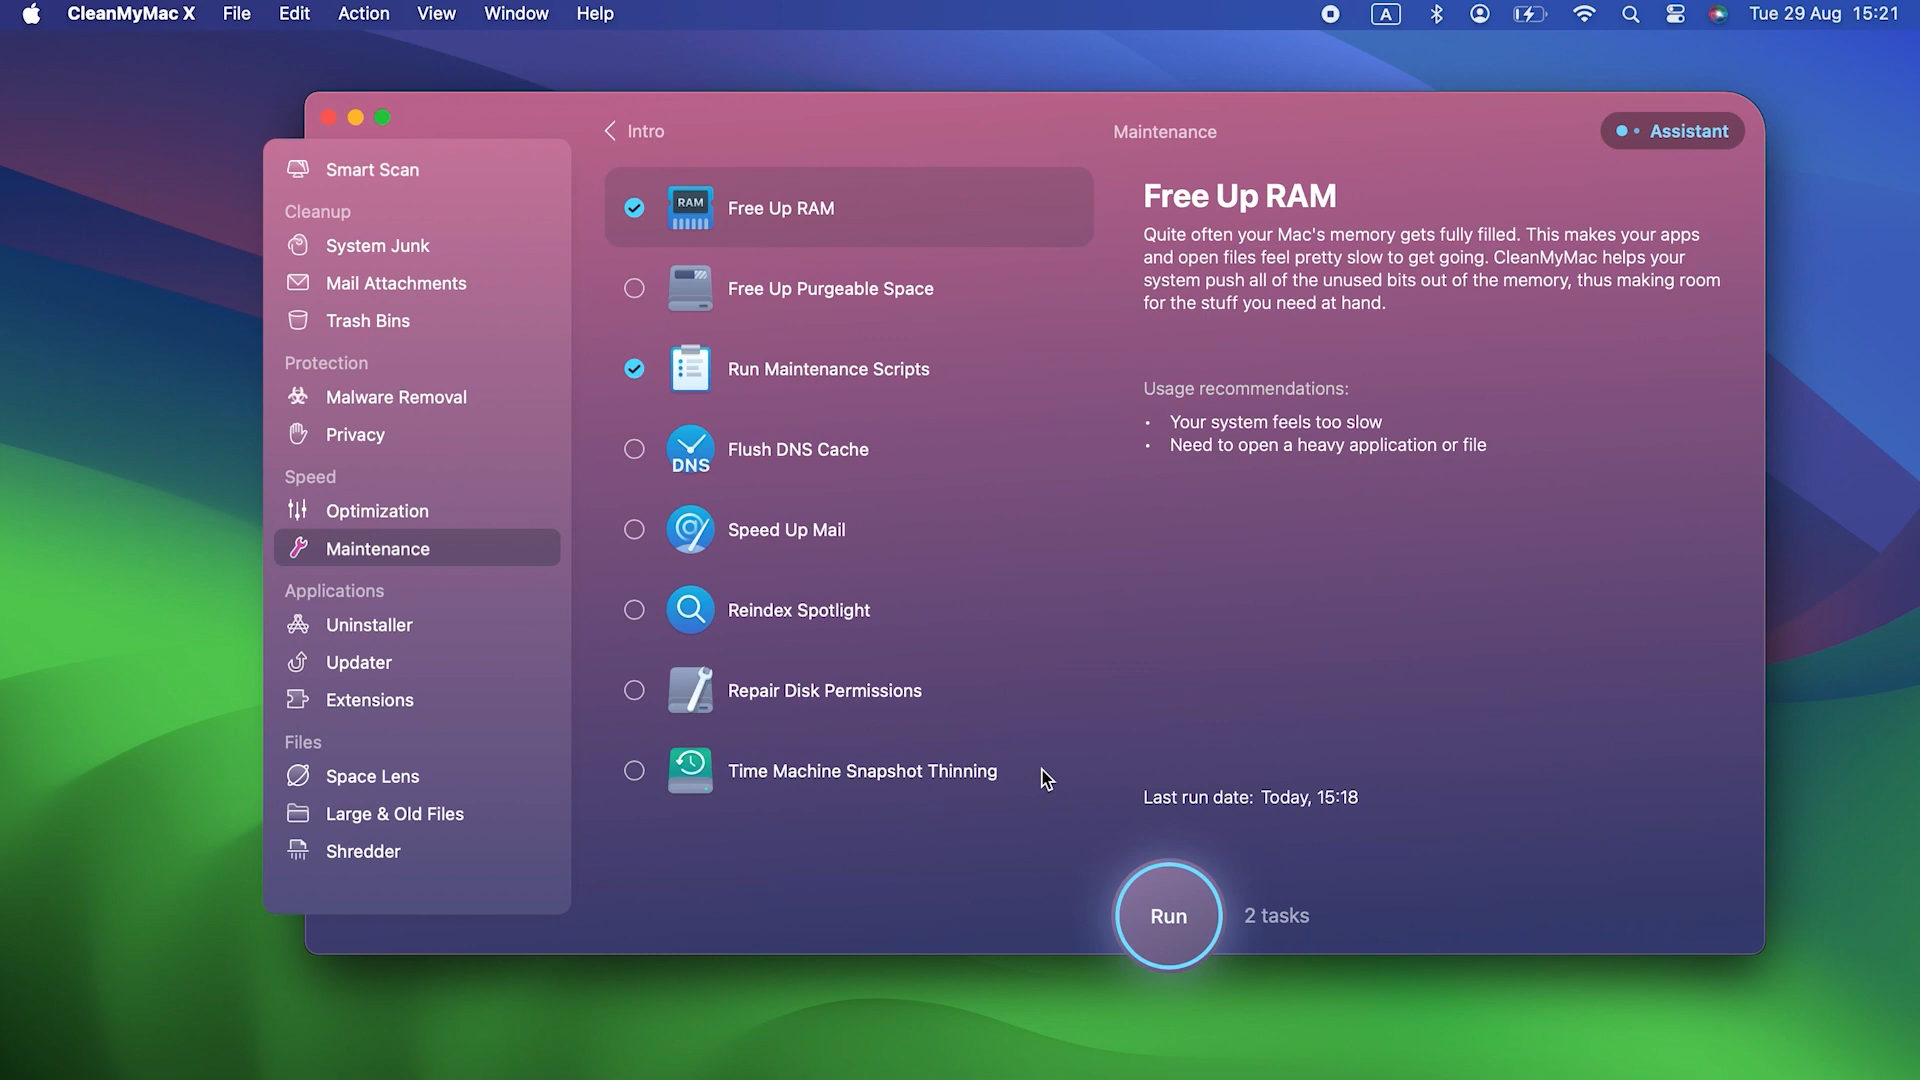 CleanMyMac X File Edit Action View Window Help A Tue 29 Aug 15:21
Intro
Maintenance
Assistant
Smart Scan
Cleanup
System Junk
Mail Attachments
Trash Bins
Protection
Malware Removal
Privacy
Speed
Optimization
Maintenance
Applications
Uninstaller
Updater
Extensions
Files
Space Lens
Large & Old Files
Shredder
RAM
Free Up RAM
Free Up Purgeable Space
Run Maintenance Scripts
DNS
Flush DNS Cache
Speed Up Mail
Reindex Spotlight
Repair Disk Permissions
Time Machine Snapshot Thinning
Free Up RAM
Quite often your Mac's memory gets fully filled. This makes your apps
and open files feel pretty slow to get going. CleanMyMac helps your
system push all of the unused bits out of the memory, thus making room
for the stuff you need at hand.
Usage recommendations:
• Your system feels too slow
• Need to open a heavy application or file
Last run date: Today, 15:18
Run
2 tasks